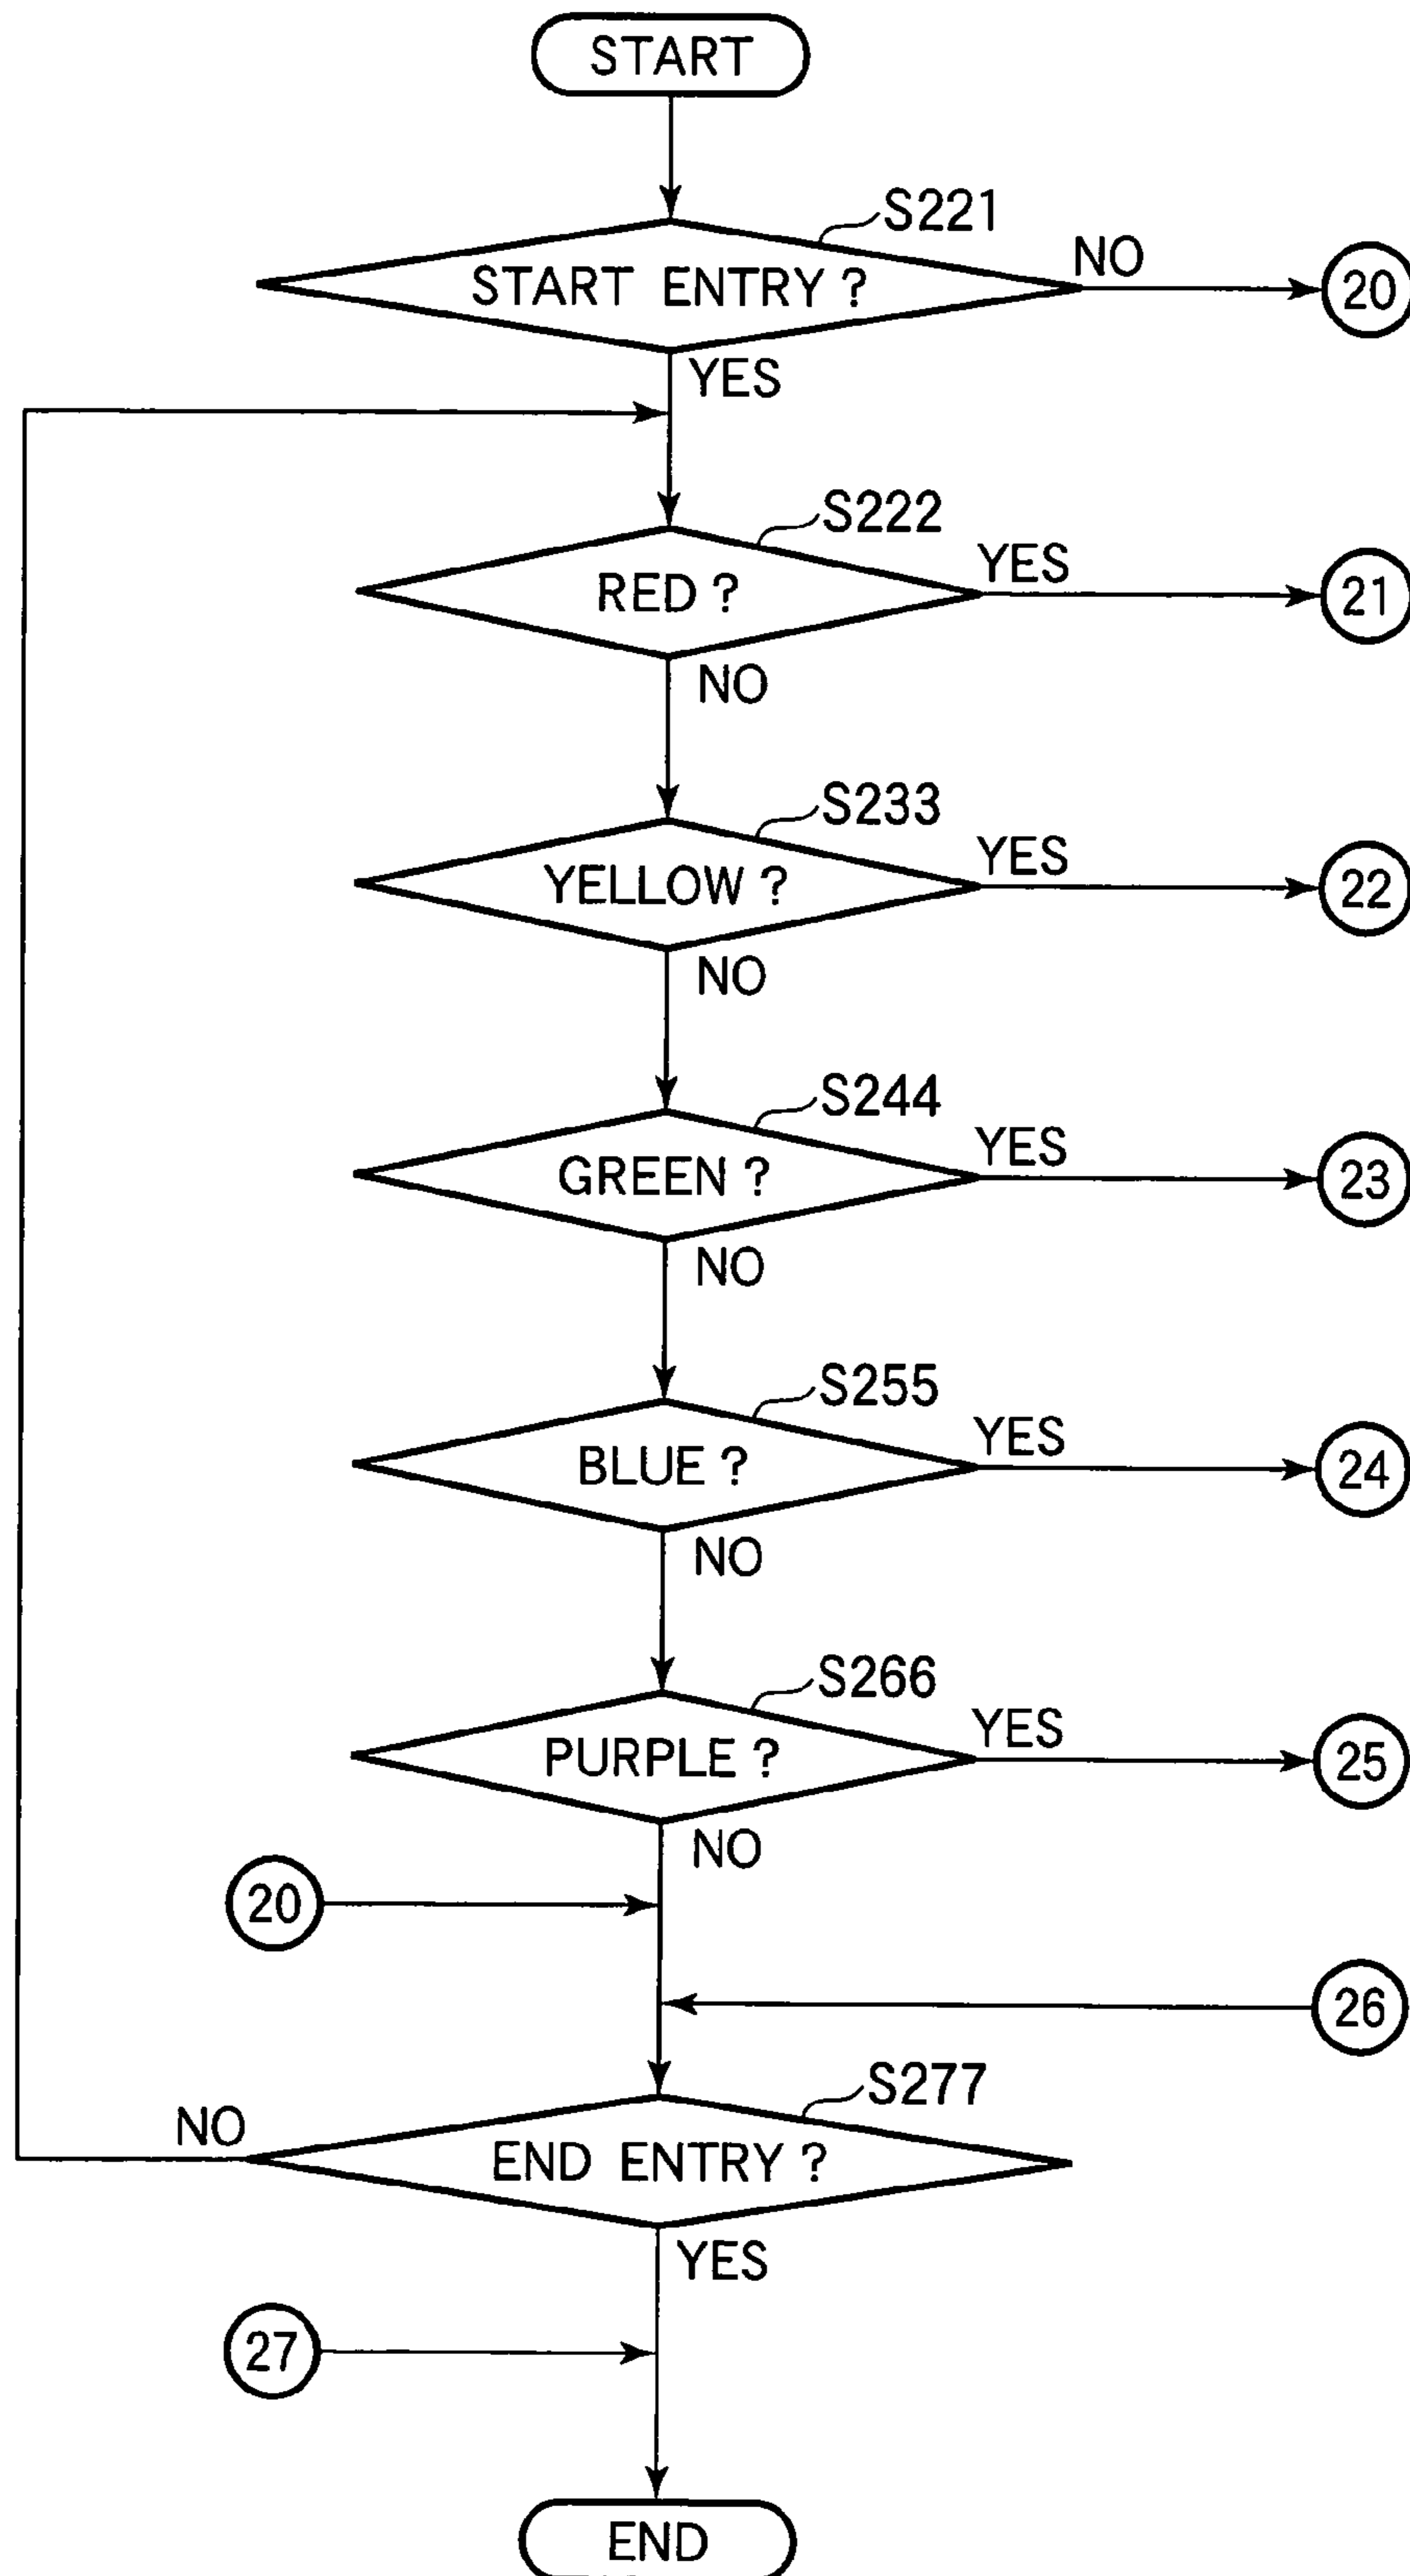 START
S221
START ENTRY ?
NO
20
YES
S222
RED ?
YES
21
NO
S233
YELLOW ?
YES
22
NO
S244
GREEN ?
YES
23
NO
S255
BLUE ?
YES
24
NO
S266
PURPLE ?
YES
25
NO
20
26
S277
NO
END ENTRY ?
YES
27
END